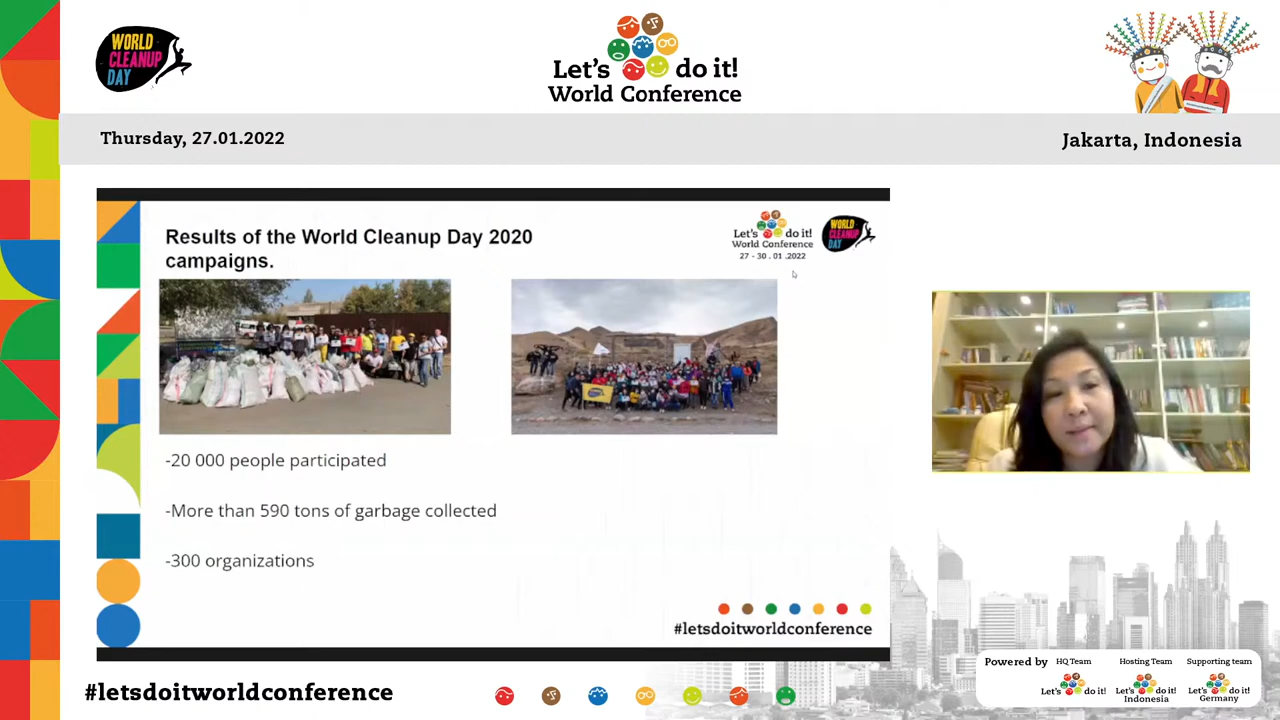 WORLD
CLEANUP
DAY
Let's do it!
World Conference
Thursday, 27.01.2022
Jakarta, Indonesia
Results of the World Cleanup Day 2020
campaigns.
Let's do it!
World Conference
27 - 30 . 01 .2022
WORLD
CLEANUP
DAY
-20 000 people participated
-More than 590 tons of garbage collected
-300 organizations
#letsdoitworldconference
Powered by
HQ Team
Hosting Team
Supporting team
Let's do it!
Let's do it!
Indonesia
Let's do it!
Germany
#letsdoitworldconference